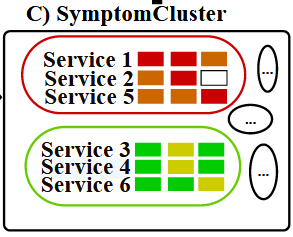 C) SymptomCluster
Service 1
...
Service 2
Service 5
...
Service 3
Service 4
...
Service 6